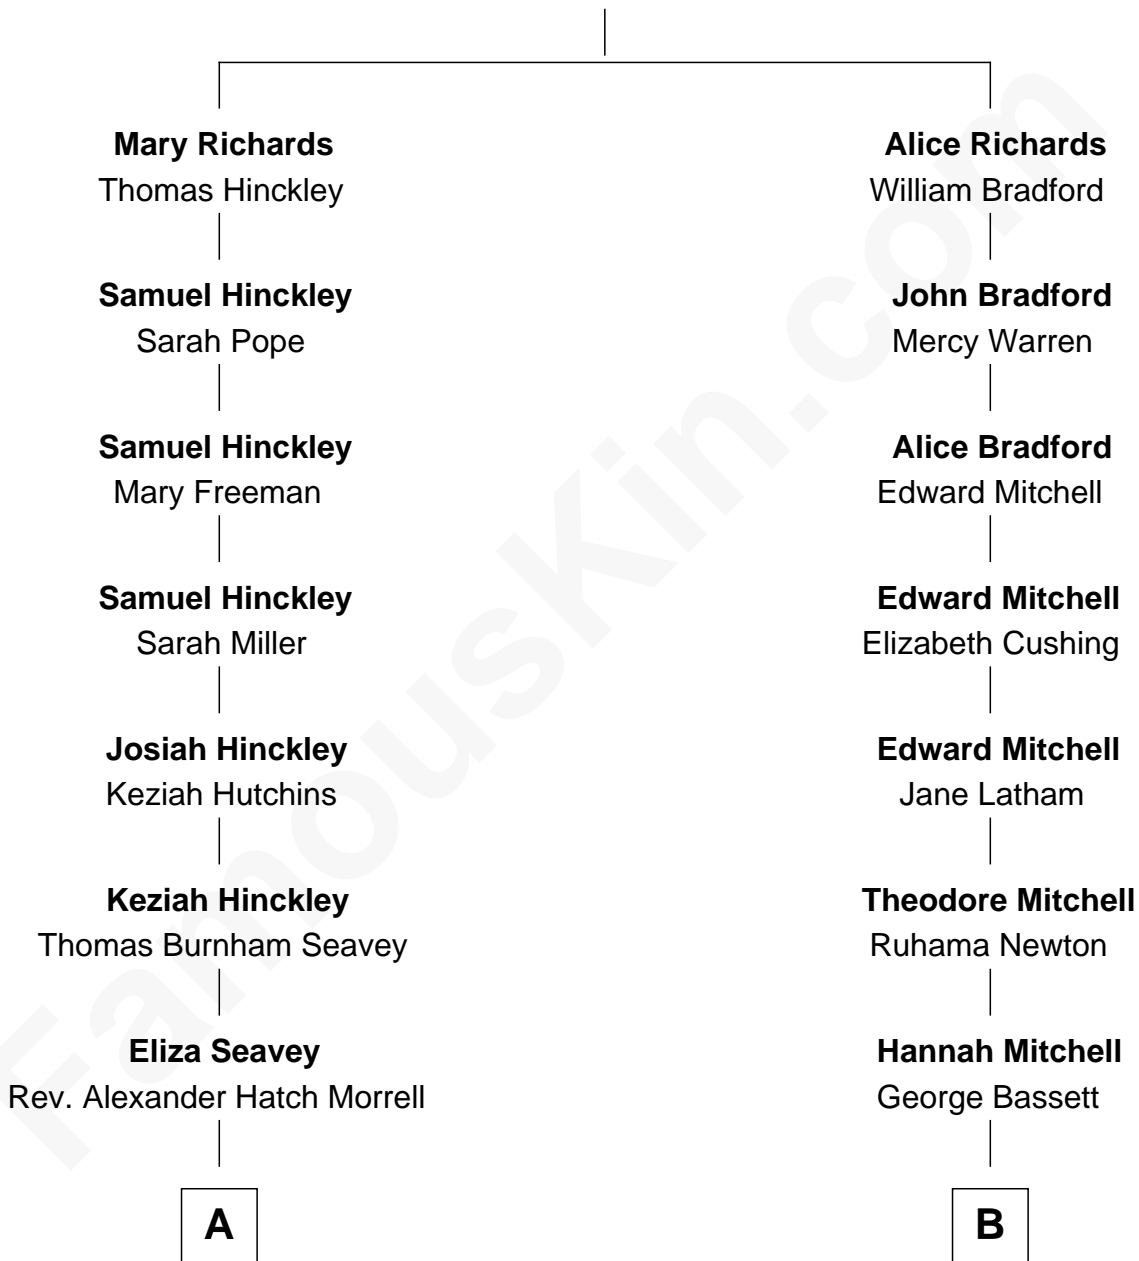 Mary Richards
Thomas Hinckley
Samuel Hinckley
Sarah Pope
Samuel Hinckley
Mary Freeman
Samuel Hinckley
Sarah Miller
Josiah Hinckley
Keziah Hutchins
Keziah Hinckley
Thomas Burnham Seavey
Eliza Seavey
Rev. Alexander Hatch Morrell
A
Alice Richards
William Bradford
John Bradford
Mercy Warren
Alice Bradford
Edward Mitchell
Edward Mitchell
Elizabeth Cushing
Edward Mitchell
Jane Latham
Theodore Mitchell
Ruhama Newton
Hannah Mitchell
George Bassett
B
FamousKin.com